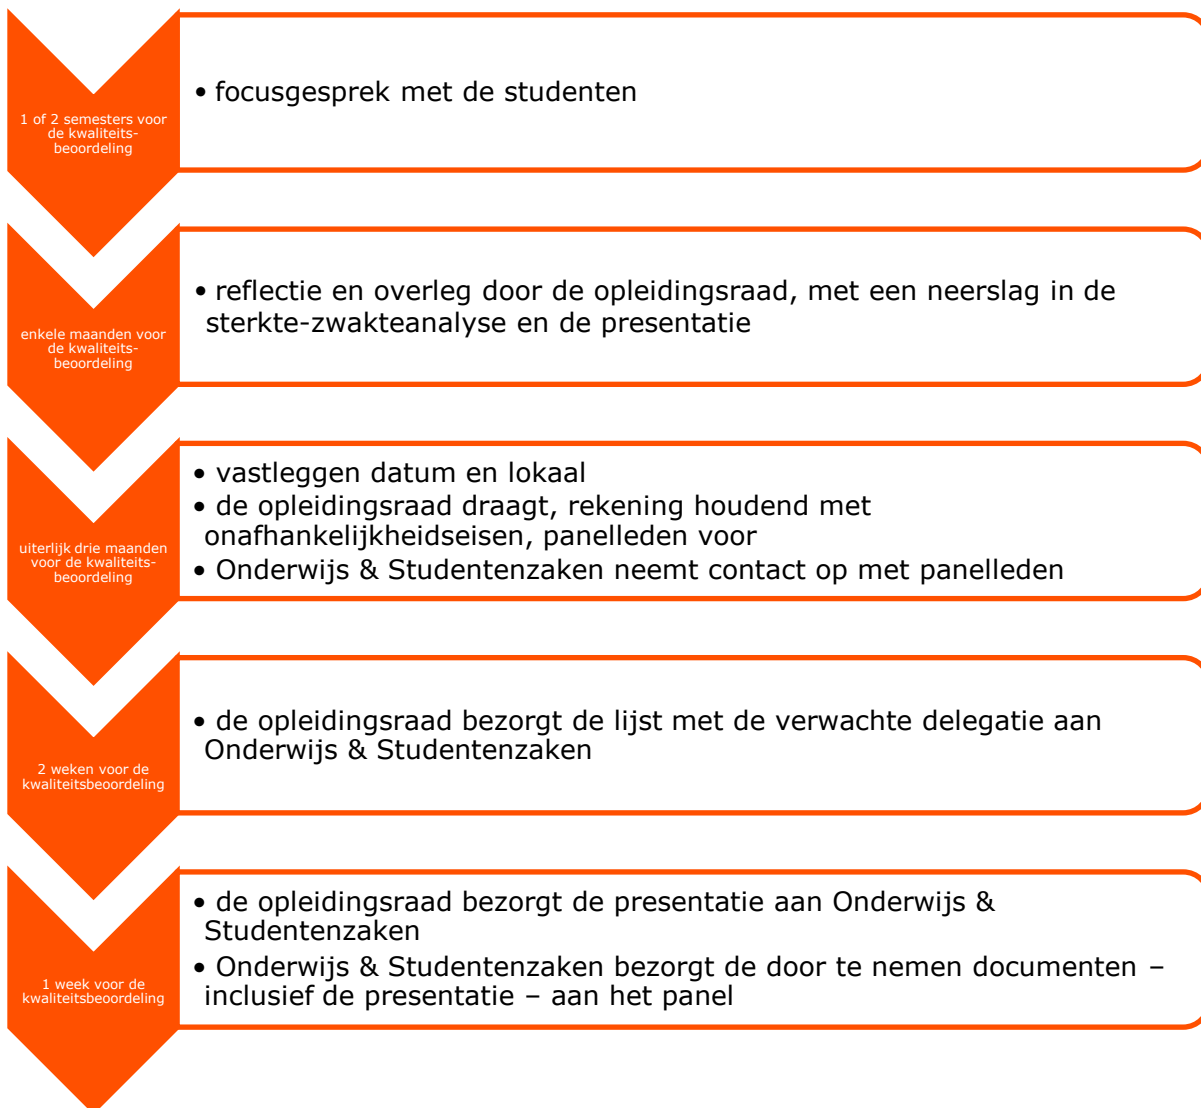 1 of 2 semesters voor
de kwaliteits-
beoordeling
• focusgesprek met de studenten
enkele maanden voor
de kwaliteits-
beoordeling
• reflectie en overleg door de opleidingsraad, met een neerslag in de
sterkte-zwakteanalyse en de presentatie
uiterlijk drie maanden
voor de kwaliteits-
beoordeling
• vastleggen datum en lokaal
• de opleidingsraad draagt, rekening houdend met
onafhankelijkheidseisen, panelleden voor
• Onderwijs & Studentenzaken neemt contact op met panelleden
2 weken voor de
kwaliteitsbeoordeling
• de opleidingsraad bezorgt de lijst met de verwachte delegatie aan
Onderwijs & Studentenzaken
1 week voor de
kwaliteitsbeoordeling
• de opleidingsraad bezorgt de presentatie aan Onderwijs &
Studentenzaken
• Onderwijs & Studentenzaken bezorgt de door te nemen documenten –
inclusief de presentatie – aan het panel